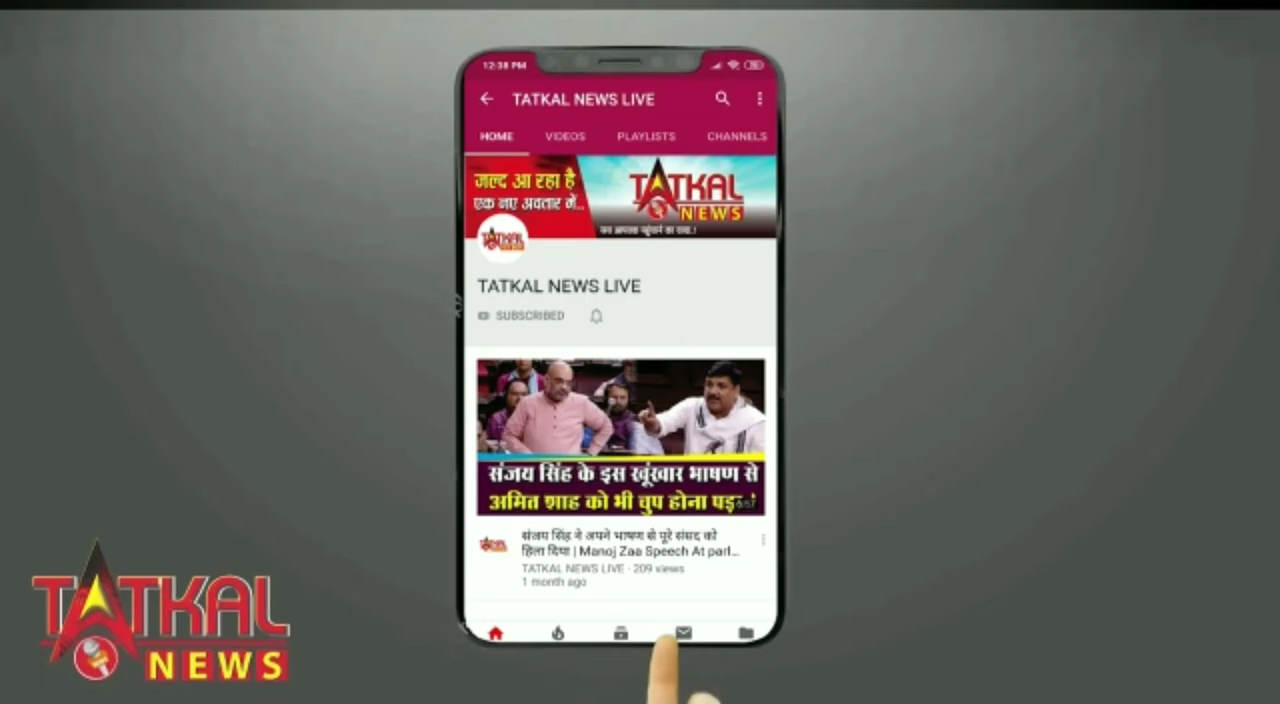 12:38 PM
TATKAL NEWS LIVE
HOME VIDEOS PLAYLISTS CHANNELS
जल्द आ रहा है
एक नए अवतार में..
TATKAL
NEWS
TATKAL
TATKAL NEWS LIVE
SUBSCRIBED
संजय सिंह के इस खूंखार भाषण से
अमित शाह को भी चुप होना पड़ा
संजय सिंह ने अपने भाषण से पूरे संसद को
हिला दिया | Manoj Zaa Speech At parl...
TATKAL NEWS LIVE · 209 views
1 month ago
TATKAL
NEWS